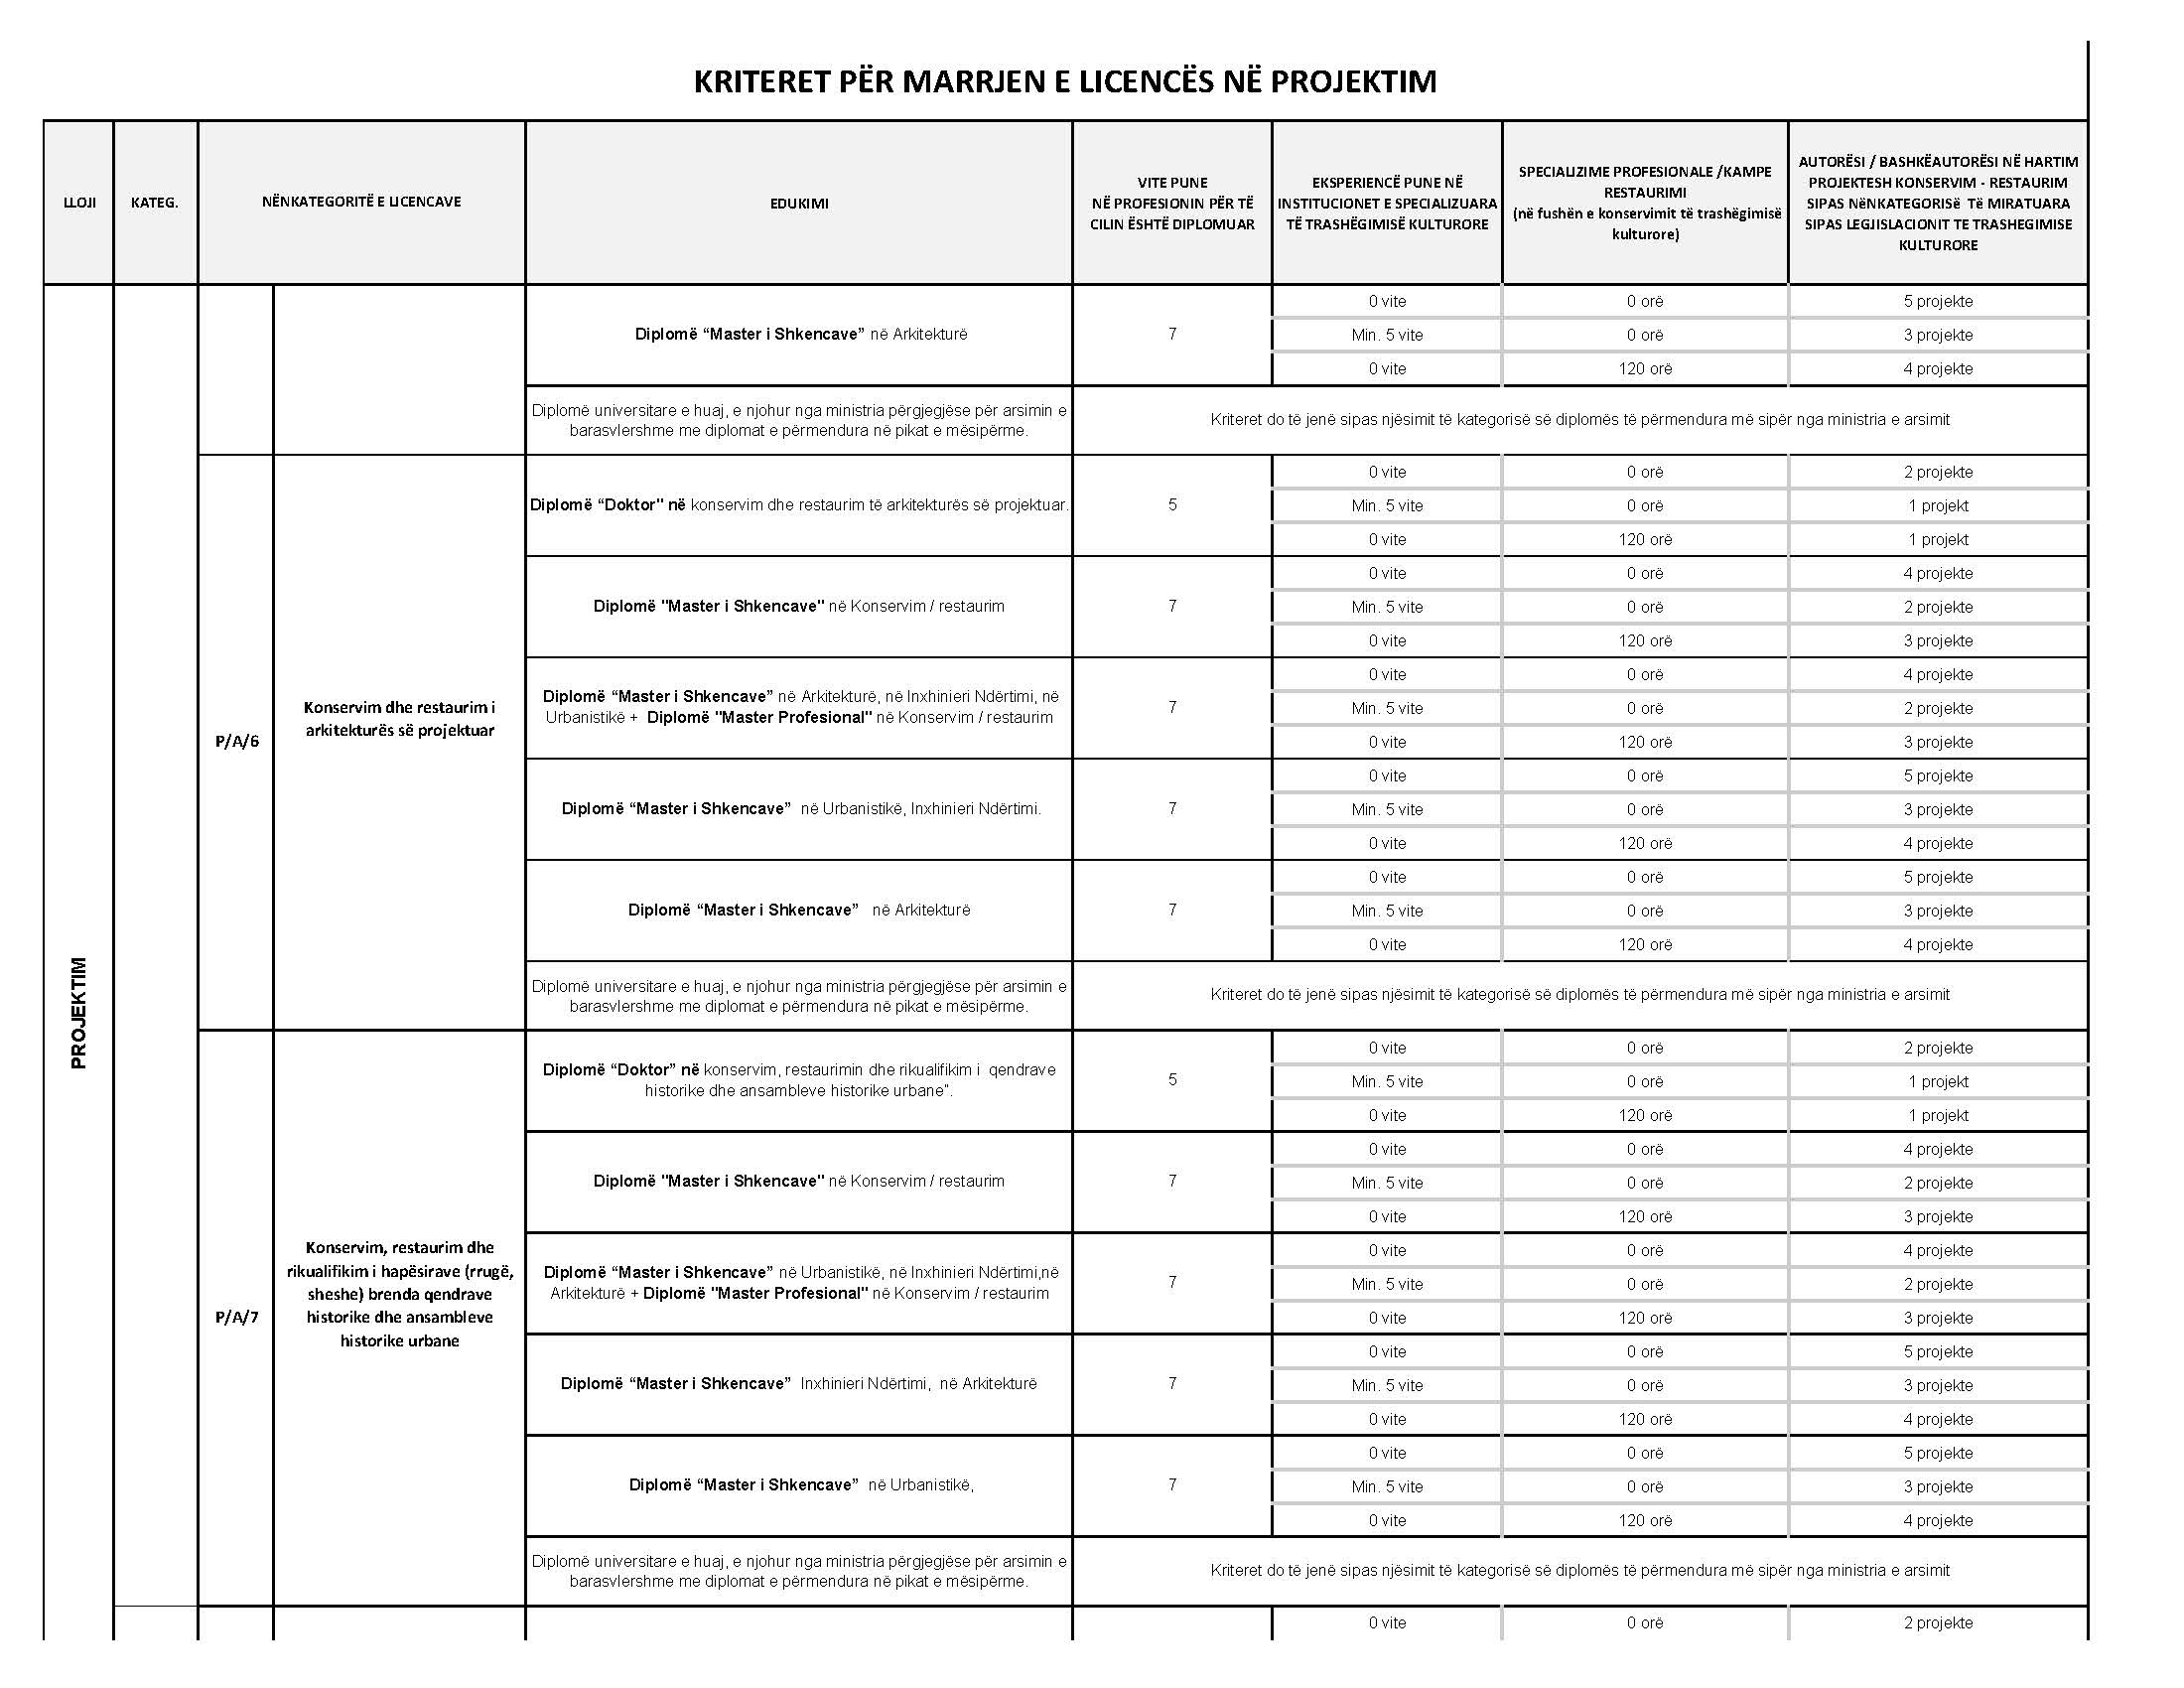 KRITERET PËR MARRJEN E LICENCËS NË PROJEKTIM
LLOJI
KATEG.
NËNKATEGORITË E LICENCAVE
EDUKIMI
VITE PUNE
NË PROFESIONIN PËR TË
CILIN ËSHTË DIPLOMUAR
EKSPERIENCË PUNE NË
INSTITUCIONET E SPECIALIZUARA
TË TRASHËGIMISË KULTURORE
SPECIALIZIME PROFESIONALE /KAMPE
RESTAURIMI
(në fushën e konservimit të trashëgimisë
kulturore)
AUTORËSI / BASHKËAUTORËSI NË HARTIM
PROJEKTESH KONSERVIM - RESTAURIM
SIPAS NëNKATEGORISë Të MIRATUARA
SIPAS LEGJISLACIONIT TE TRASHEGIMISE
KULTURORE
PROJEKTIM
Diplomë “Master i Shkencave” në Arkitekturë
7
0 vite 0 orë 5 projekte
Min. 5 vite 0 orë 3 projekte
0 vite 120 orë 4 projekte
Diplomë universitare e huaj, e njohur nga ministria përgjegjëse për arsimin e
barasvlershme me diplomat e përmendura në pikat e mësipërme.
Kriteret do të jenë sipas njësimit të kategorisë së diplomës të përmendura më sipër nga ministria e arsimit
P/A/6
Konservim dhe restaurim i
arkitekturës së projektuar
Diplomë “Doktor" në konservim dhe restaurim të arkitekturës së projektuar.
5
0 vite 0 orë 2 projekte
Min. 5 vite 0 orë 1 projekt
0 vite 120 orë 1 projekt
Diplomë "Master i Shkencave" në Konservim / restaurim
7
0 vite 0 orë 4 projekte
Min. 5 vite 0 orë 2 projekte
0 vite 120 orë 3 projekte
Diplomë “Master i Shkencave” në Arkitekturë, në Inxhinieri Ndërtimi, në
Urbanistikë + Diplomë "Master Profesional" në Konservim / restaurim
7
0 vite 0 orë 4 projekte
Min. 5 vite 0 orë 2 projekte
0 vite 120 orë 3 projekte
Diplomë “Master i Shkencave” në Urbanistikë, Inxhinieri Ndërtimi.
7
0 vite 0 orë 5 projekte
Min. 5 vite 0 orë 3 projekte
0 vite 120 orë 4 projekte
Diplomë “Master i Shkencave” në Arkitekturë
7
0 vite 0 orë 5 projekte
Min. 5 vite 0 orë 3 projekte
0 vite 120 orë 4 projekte
Diplomë universitare e huaj, e njohur nga ministria përgjegjëse për arsimin e
barasvlershme me diplomat e përmendura në pikat e mësipërme.
Kriteret do të jenë sipas njësimit të kategorisë së diplomës të përmendura më sipër nga ministria e arsimit
P/A/7
Konservim, restaurim dhe
rikualifikim i hapësirave (rrugë,
sheshe) brenda qendrave
historike dhe ansambleve
historike urbane
Diplomë “Doktor” në konservim, restaurimin dhe rikualifikim i qendrave
historike dhe ansambleve historike urbane”.
5
0 vite 0 orë 2 projekte
Min. 5 vite 0 orë 1 projekt
0 vite 120 orë 1 projekt
Diplomë "Master i Shkencave" në Konservim / restaurim
7
0 vite 0 orë 4 projekte
Min. 5 vite 0 orë 2 projekte
0 vite 120 orë 3 projekte
Diplomë “Master i Shkencave” në Urbanistikë, në Inxhinieri Ndërtimi,në
Arkitekturë + Diplomë "Master Profesional" në Konservim / restaurim
7
0 vite 0 orë 4 projekte
Min. 5 vite 0 orë 2 projekte
0 vite 120 orë 3 projekte
Diplomë “Master i Shkencave” Inxhinieri Ndërtimi, në Arkitekturë
7
0 vite 0 orë 5 projekte
Min. 5 vite 0 orë 3 projekte
0 vite 120 orë 4 projekte
Diplomë “Master i Shkencave” në Urbanistikë,
7
0 vite 0 orë 5 projekte
Min. 5 vite 0 orë 3 projekte
0 vite 120 orë 4 projekte
Diplomë universitare e huaj, e njohur nga ministria përgjegjëse për arsimin e
barasvlershme me diplomat e përmendura në pikat e mësipërme.
Kriteret do të jenë sipas njësimit të kategorisë së diplomës të përmendura më sipër nga ministria e arsimit
0 vite 0 orë 2 projekte